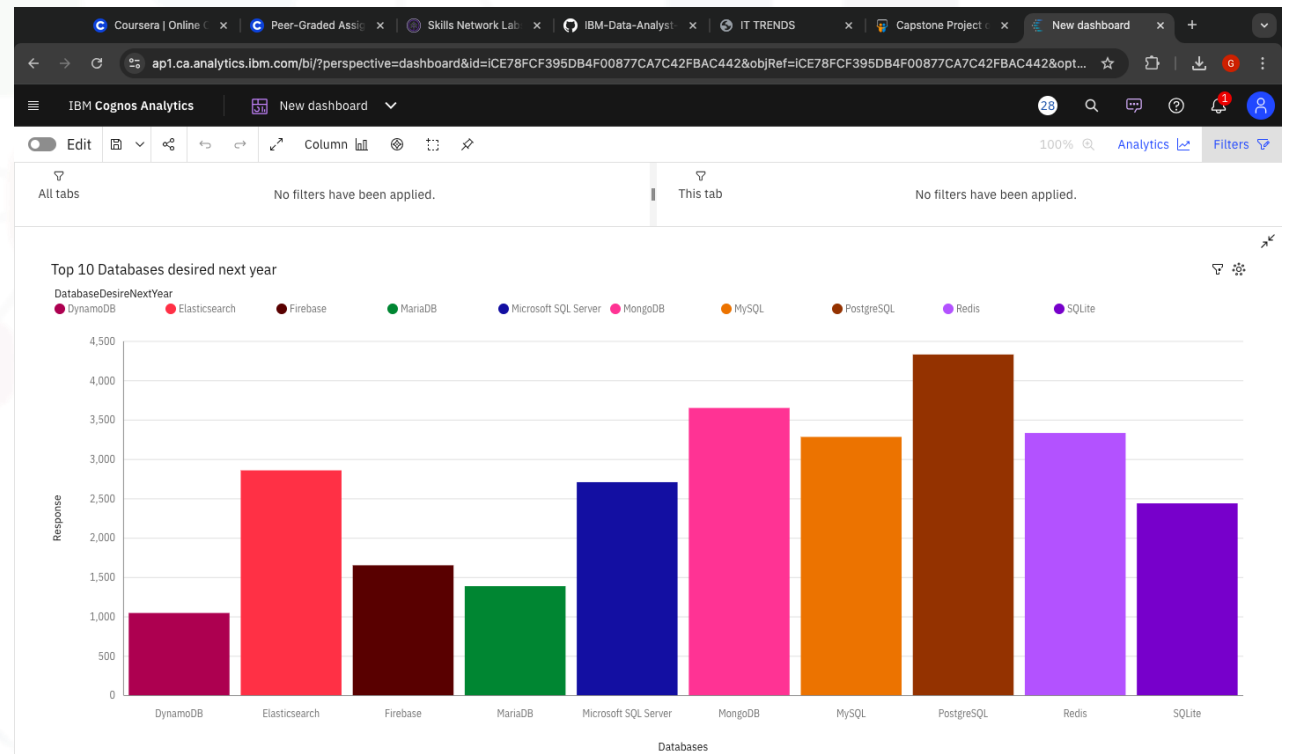 Coursera | Online C
Peer-Graded Assig
Skills Network Lab
IBM-Data-Analyst-
IT TRENDS
Capstone Project c
New dashboard
ap1.ca.analytics.ibm.com/bi/?perspective=dashboard&id=iCE78FCF395DB4F00877CA7C42FBAC442&objRef=iCE78FCF395DB4F00877CA7C42FBAC442&opt...
G
IBM Cognos Analytics
New dashboard
28
1
Edit
Column
100%
Analytics
Filters
All tabs
No filters have been applied.
This tab
No filters have been applied.
Top 10 Databases desired next year
DatabaseDesireNextYear
DynamoDB Elasticsearch Firebase MariaDB Microsoft SQL Server MongoDB MySQL PostgreSQL Redis SQLite
4,500
4,000
3,500
3,000
2,500
2,000
1,500
1,000
500
0
Response
DynamoDB Elasticsearch Firebase MariaDB Microsoft SQL Server MongoDB MySQL PostgreSQL Redis SQLite
Databases